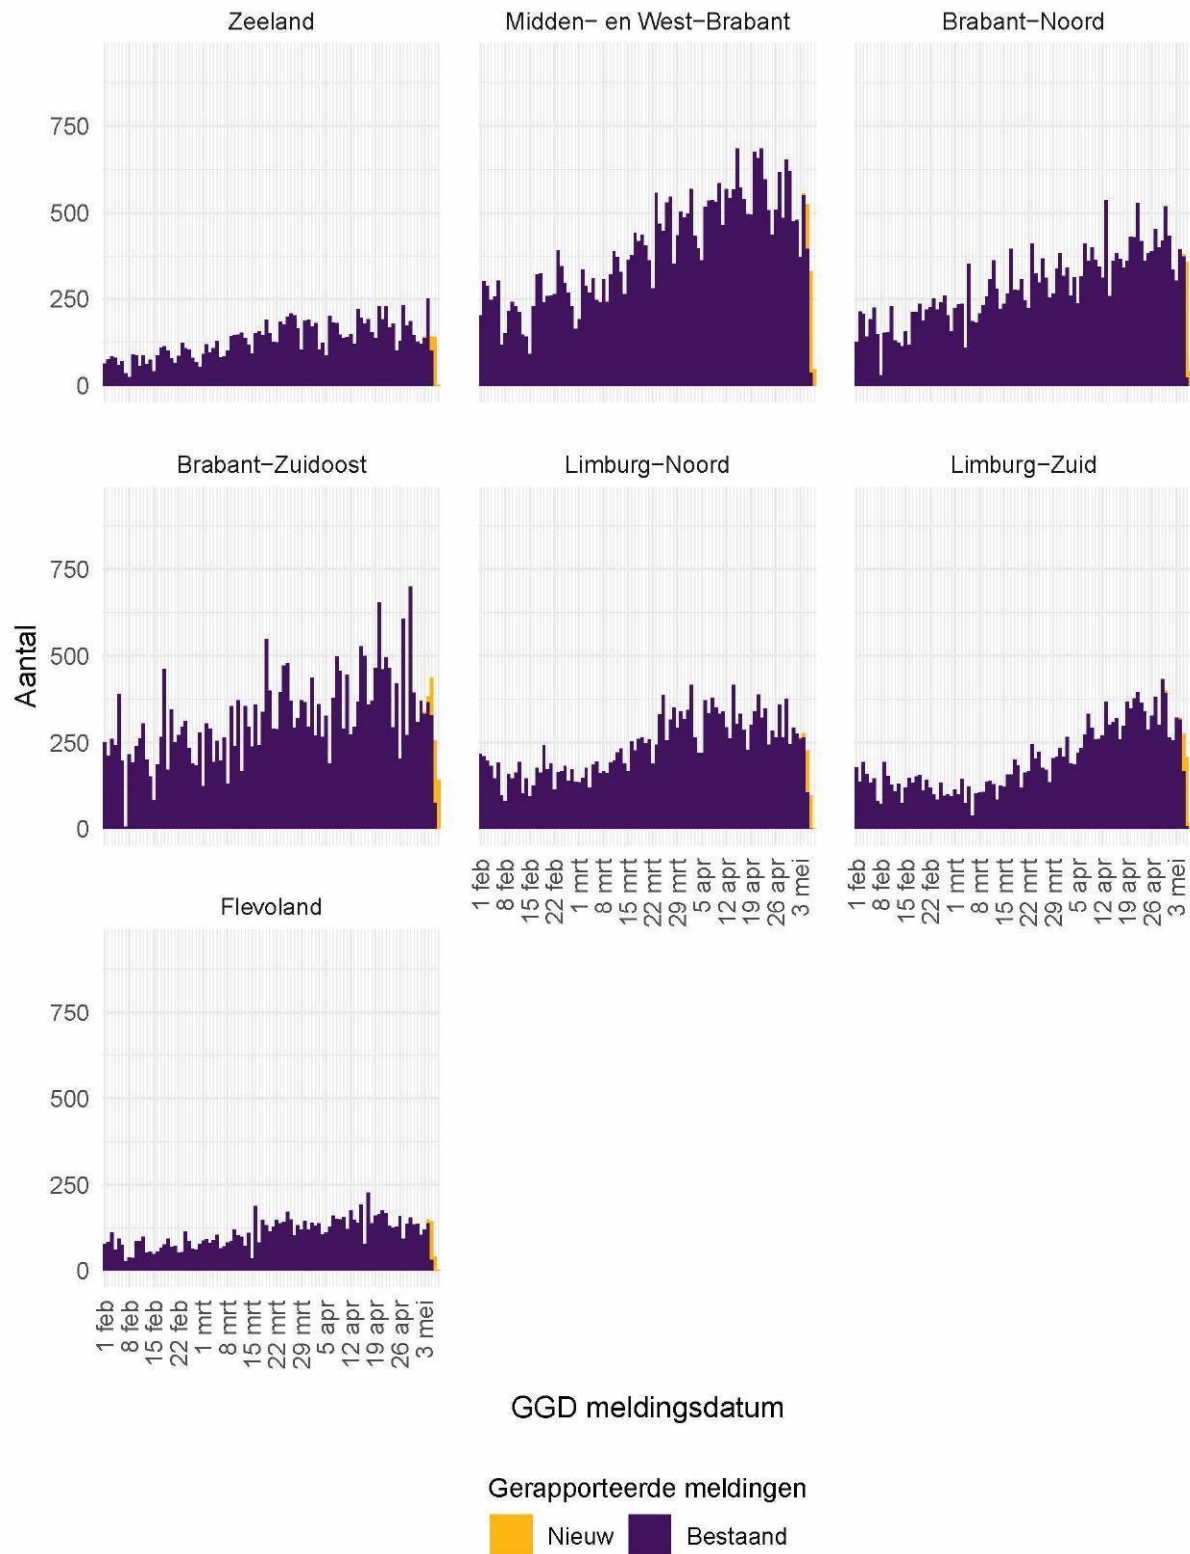 Zeeland
Midden- en West-Brabant
Brabant-Noord
750
500
250
0
Brabant-Zuidoost
Limburg-Noord
Limburg-Zuid
Aantal
750
500
250
0
1 feb
8 feb
15 feb
22 feb
1 mrt
8 mrt
15 mrt
22 mrt
29 mrt
5 apr
12 apr
19 apr
26 apr
3 mei
1 feb
8 feb
15 feb
22 feb
1 mrt
8 mrt
15 mrt
22 mrt
29 mrt
5 apr
12 apr
19 apr
26 apr
3 mei
Flevoland
750
500
250
0
1 feb
8 feb
15 feb
22 feb
1 mrt
8 mrt
15 mrt
22 mrt
29 mrt
5 apr
12 apr
19 apr
26 apr
3 mei
GGD meldingsdatum
Gerapporteerde meldingen
Nieuw Bestaand